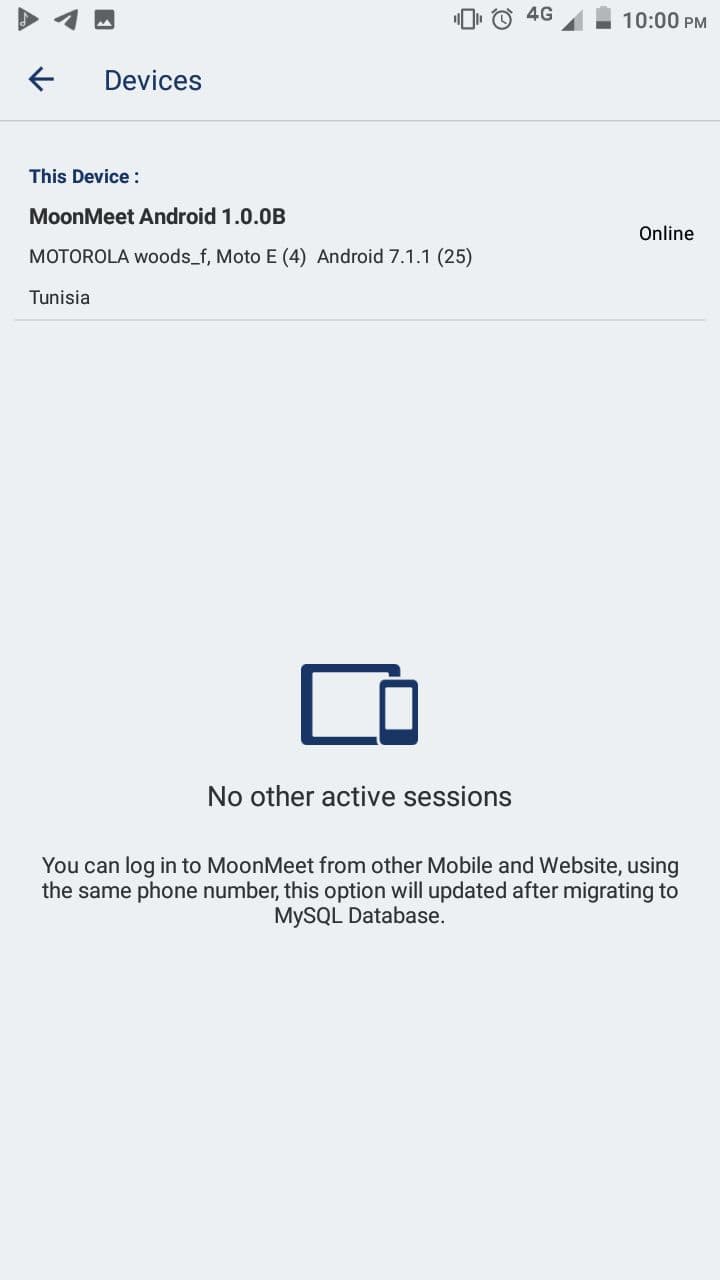 4G 10:00 PM
Devices
This Device :
MoonMeet Android 1.0.0B
Online
MOTOROLA woods_f, Moto E (4)  Android 7.1.1 (25)
Tunisia
No other active sessions
You can log in to MoonMeet from other Mobile and Website, using
the same phone number, this option will updated after migrating to
MySQL Database.